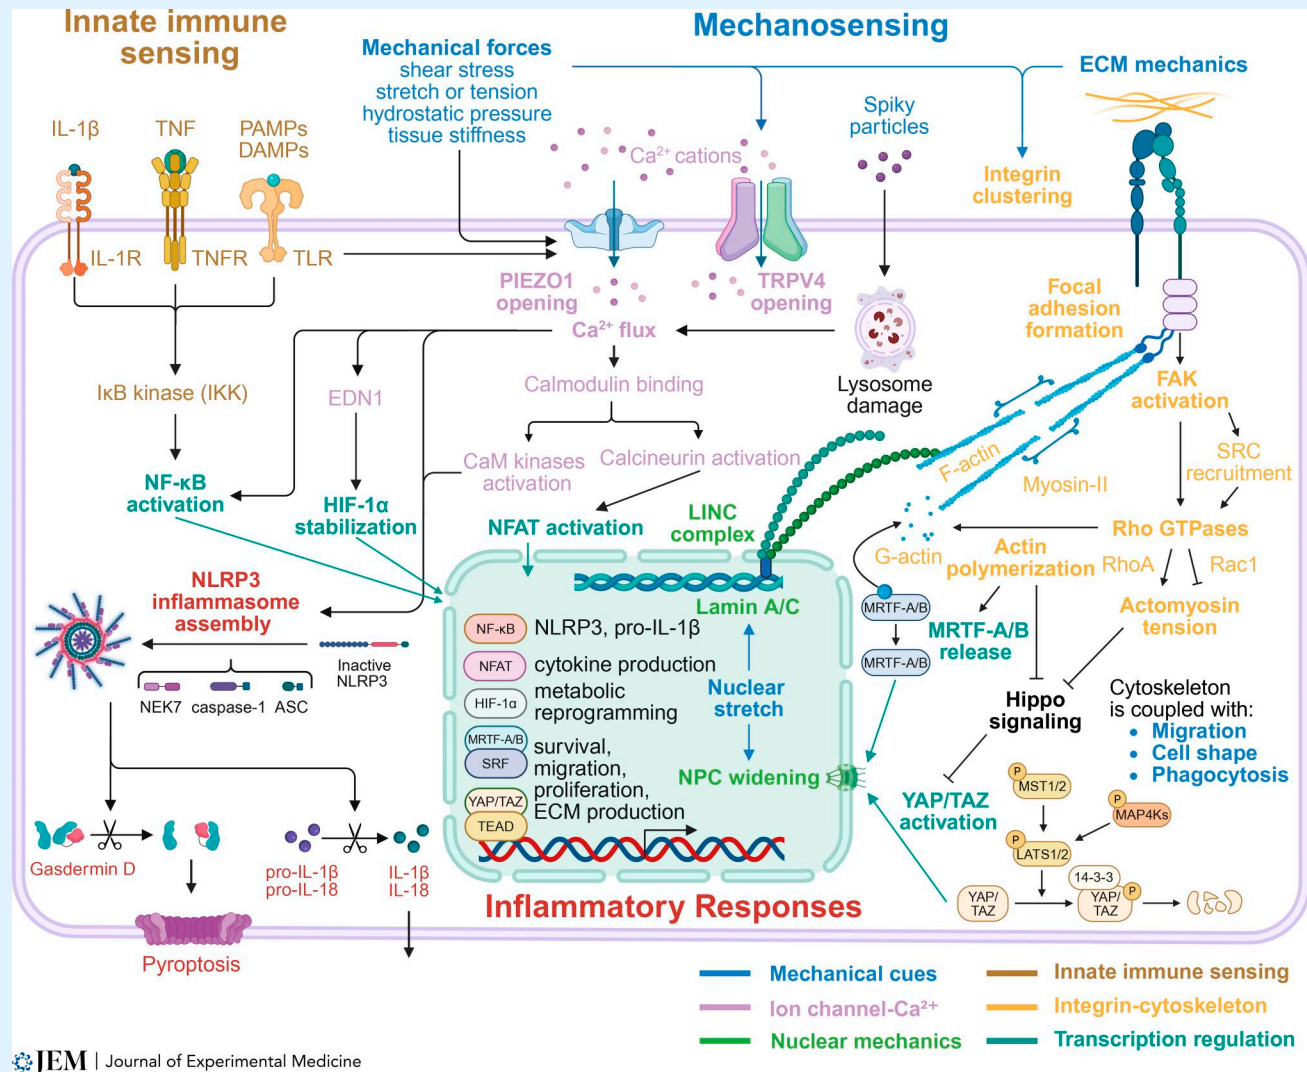 Innate immune
sensing
Mechanosensing
Mechanical forces
shear stress
stretch or tension
hydrostatic pressure
tissue stiffness
ECM mechanics
Spiky
particles
IL-1β
TNF
PAMPs
DAMPs
Ca²⁺ cations
Integrin
clustering
IL-1R
TNFR
TLR
PIEZO1
opening
TRPV4
opening
Focal
adhesion
formation
Ca²⁺ flux
Lysosome
damage
IκB kinase (IKK)
EDN1
Calmodulin binding
FAK
activation
CaM kinases
activation
Calcineurin activation
F-actin
Myosin-II
SRC
recruitment
NF-κB
activation
HIF-1α
stabilization
NFAT activation
LINC
complex
G-actin
Rho GTPases
Actin
polymerization
RhoA
Rac1
NLRP3
inflammasome
assembly
Lamin A/C
MRTF-A/B
MRTF-A/B
release
Actomyosin
tension
NF-κB
NLRP3, pro-IL-1β
Inactive
NLRP3
NFAT
cytokine production
MRTF-A/B
NEK7
caspase-1
ASC
HIF-1α
metabolic
reprogramming
Nuclear
stretch
Hippo
signaling
Cytoskeleton
is coupled with:
• Migration
• Cell shape
• Phagocytosis
MRTF-A/B
SRF
survival,
migration,
proliferation,
ECM production
YAP/TAZ
TEAD
NPC widening
YAP/TAZ
activation
P
MST1/2
P
MAP4Ks
P
LATS1/2
14-3-3
YAP/
TAZ
YAP/
TAZ
P
Gasdermin D
pro-IL-1β
pro-IL-18
IL-1β
IL-18
Inflammatory Responses
Pyroptosis
Mechanical cues
Innate immune sensing
Ion channel-Ca²⁺
Integrin-cytoskeleton
Nuclear mechanics
Transcription regulation
JEM | Journal of Experimental Medicine